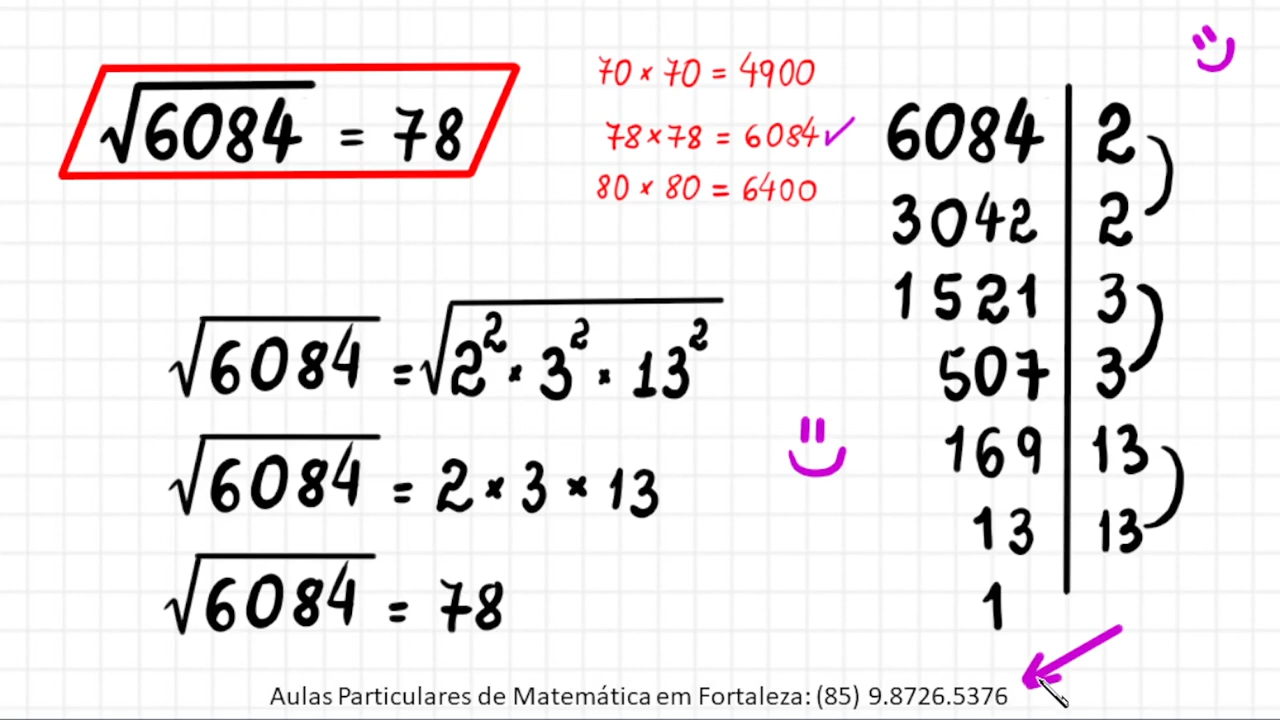 √6084 = 78
70 × 70 = 4900
78 × 78 = 6084 ✓
80 × 80 = 6400
√6084 = √2² × 3² × 13²
√6084 = 2 × 3 × 13
√6084 = 78
6084 | 2
3042 | 2
1521 | 3
507 | 3
169 | 13
13 | 13
1
Aulas Particulares de Matemática em Fortaleza: (85) 9.8726.5376